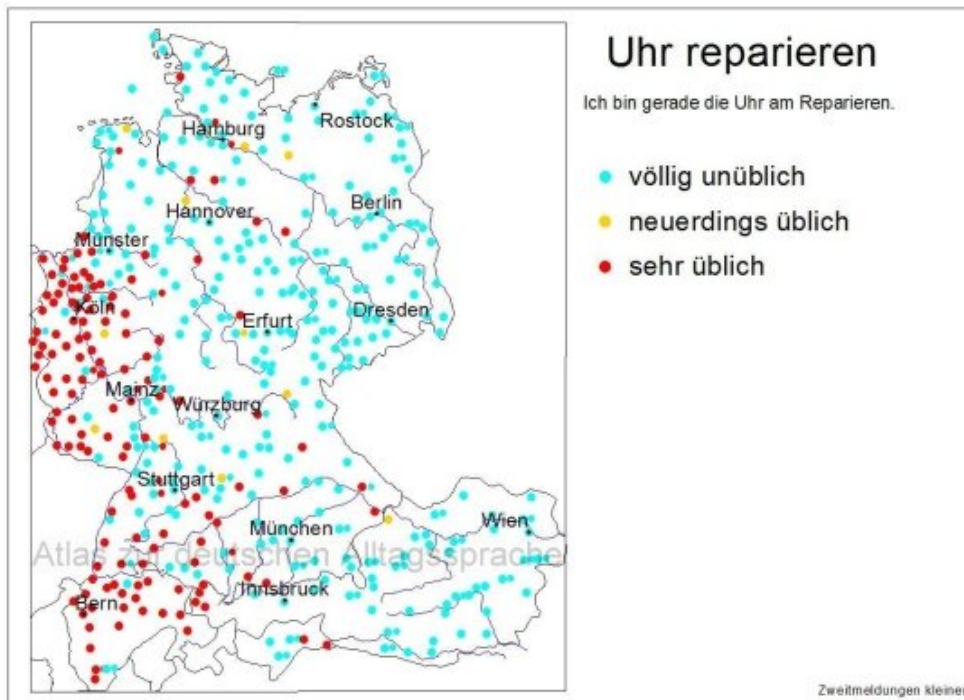 Uhr reparieren
Ich bin gerade die Uhr am Reparieren.
völlig unüblich
neuerdings üblich
sehr üblich
Rostock
Hamburg
Berlin
Hannover
Münster
Köln
Erfurt
Dresden
Mainz
Würzburg
Stuttgart
Wien
München
Atlas zur deutschen Alltagssprache
Innsbruck
Bern
Zweitmeldungen kleiner